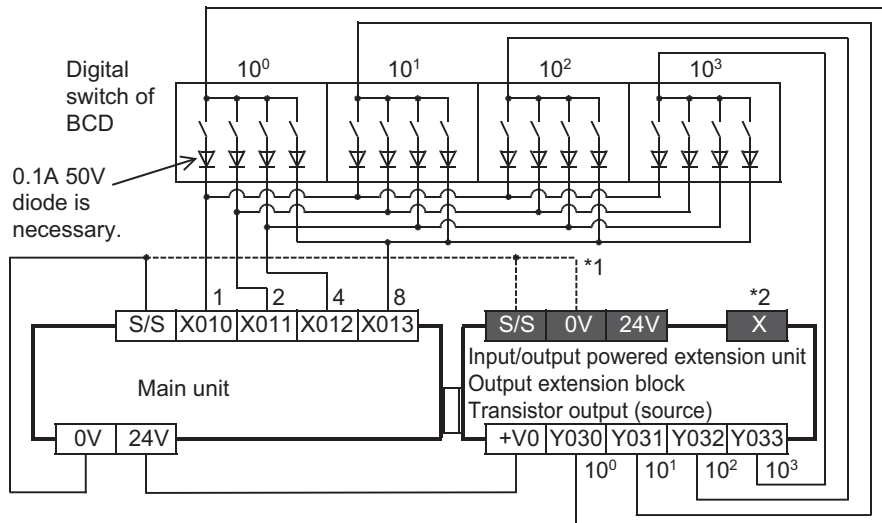 10⁰ 10¹ 10² 10³
Digital
switch of
BCD
0.1A 50V
diode is
necessary.
*1
1 2 4 8
*2
S/S X010 X011 X012 X013
S/S 0V 24V X
Main unit
Input/output powered extension unit
Output extension block
Transistor output (source)
0V 24V
+V0 Y030 Y031 Y032 Y033
10⁰ 10¹ 10² 10³